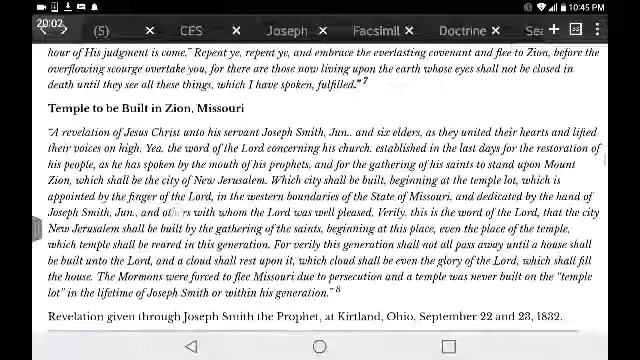 10:45 PM
20:02
(5) × CES × Joseph × Facsimil × Doctrine × Sea
hour of His judgment is come." Repent ye, repent ye, and embrace the everlasting covenant and flee to Zion, before the
overflowing scourge overtake you, for there are those now living upon the earth whose eyes shall not be closed in
death until they see all these things, which I have spoken, fulfilled." 7
Temple to be Built in Zion, Missouri
"A revelation of Jesus Christ unto his servant Joseph Smith, Jun.. and six elders, as they united their hearts and lifted
their voices on high. Yea, the word of the Lord concerning his church, established in the last days for the restoration of
his people, as he has spoken by the mouth of his prophets, and for the gathering of his saints to stand upon Mount
Zion, which shall be the city of New Jerusalem. Which city shall be built, beginning at the temple lot, which is
appointed by the finger of the Lord, in the western boundaries of the State of Missouri, and dedicated by the hand of
Joseph Smith, Jun., and others with whom the Lord was well pleased, Verily, this is the word of the Lord, that the city
New Jerusalem shall be built by the gathering of the saints, beginning at this place, even the place of the temple,
which temple shall be reared in this generation. For verily this generation shall not all pass away until a house shall
be built unto the Lord, and a cloud shall rest upon it, which cloud shall be even the glory of the Lord, which shall fill
the house. The Mormons were forced to flee Missouri due to persecution and a temple was never built on the "temple
lot" in the lifetime of Joseph Smith or within his generation." 8
Revelation given through Joseph Smith the Prophet, at Kirtland, Ohio, September 22 and 23, 1832.